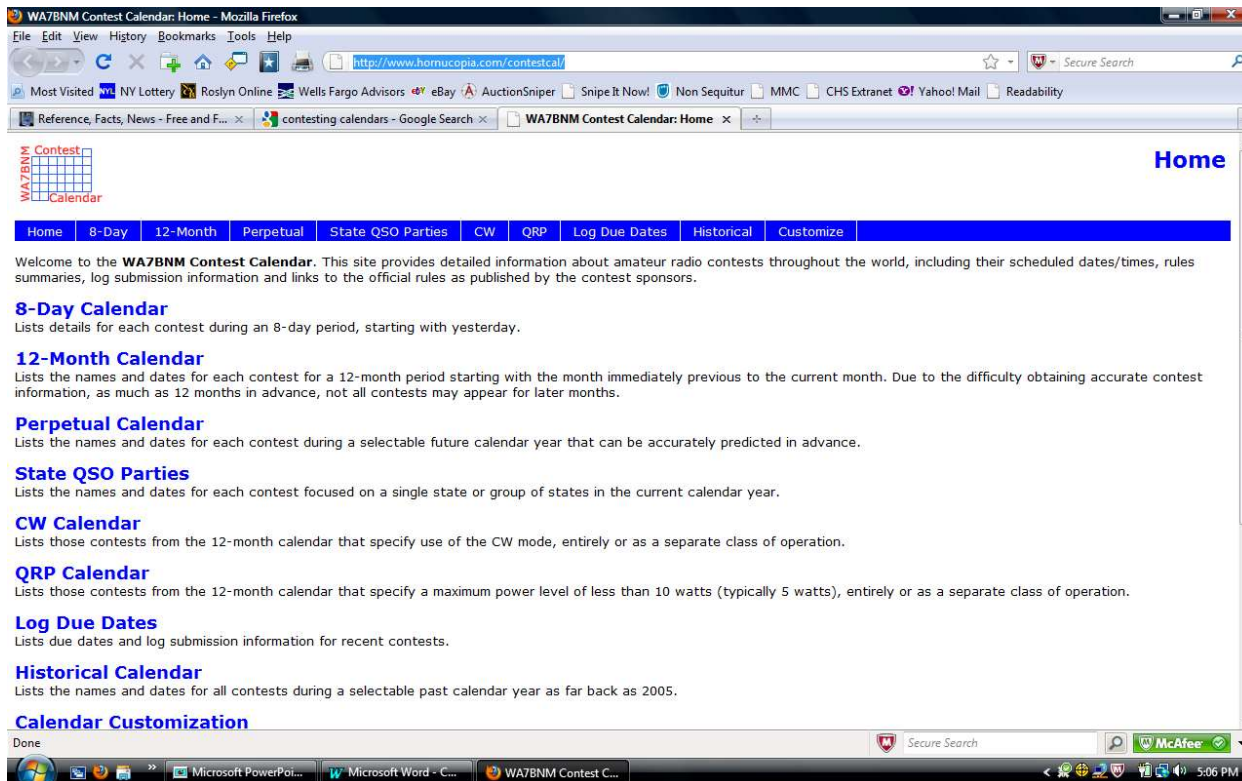 WA7BNM Contest Calendar: Home - Mozilla Firefox
File Edit View History Bookmarks Tools Help
http://www.hornucopia.com/contestcal/
Secure Search
Most Visited NYL NY Lottery Roslyn Online Wells Fargo Advisors eBay AuctionSniper Snipe It Now! Non Sequitur MMC CHS Extranet Yahoo! Mail Readability
Reference, Facts, News - Free and F... contesting calendars - Google Search WA7BNM Contest Calendar: Home
WA7BNM
Contest
Calendar
Home
Home 8-Day 12-Month Perpetual State QSO Parties CW QRP Log Due Dates Historical Customize
Welcome to the WA7BNM Contest Calendar. This site provides detailed information about amateur radio contests throughout the world, including their scheduled dates/times, rules
summaries, log submission information and links to the official rules as published by the contest sponsors.
8-Day Calendar
Lists details for each contest during an 8-day period, starting with yesterday.
12-Month Calendar
Lists the names and dates for each contest for a 12-month period starting with the month immediately previous to the current month. Due to the difficulty obtaining accurate contest
information, as much as 12 months in advance, not all contests may appear for later months.
Perpetual Calendar
Lists the names and dates for each contest during a selectable future calendar year that can be accurately predicted in advance.
State QSO Parties
Lists the names and dates for each contest focused on a single state or group of states in the current calendar year.
CW Calendar
Lists those contests from the 12-month calendar that specify use of the CW mode, entirely or as a separate class of operation.
QRP Calendar
Lists those contests from the 12-month calendar that specify a maximum power level of less than 10 watts (typically 5 watts), entirely or as a separate class of operation.
Log Due Dates
Lists due dates and log submission information for recent contests.
Historical Calendar
Lists the names and dates for all contests during a selectable past calendar year as far back as 2005.
Calendar Customization
Done
Secure Search
McAfee
Microsoft PowerPoi... Microsoft Word - C... WA7BNM Contest C...
5:06 PM